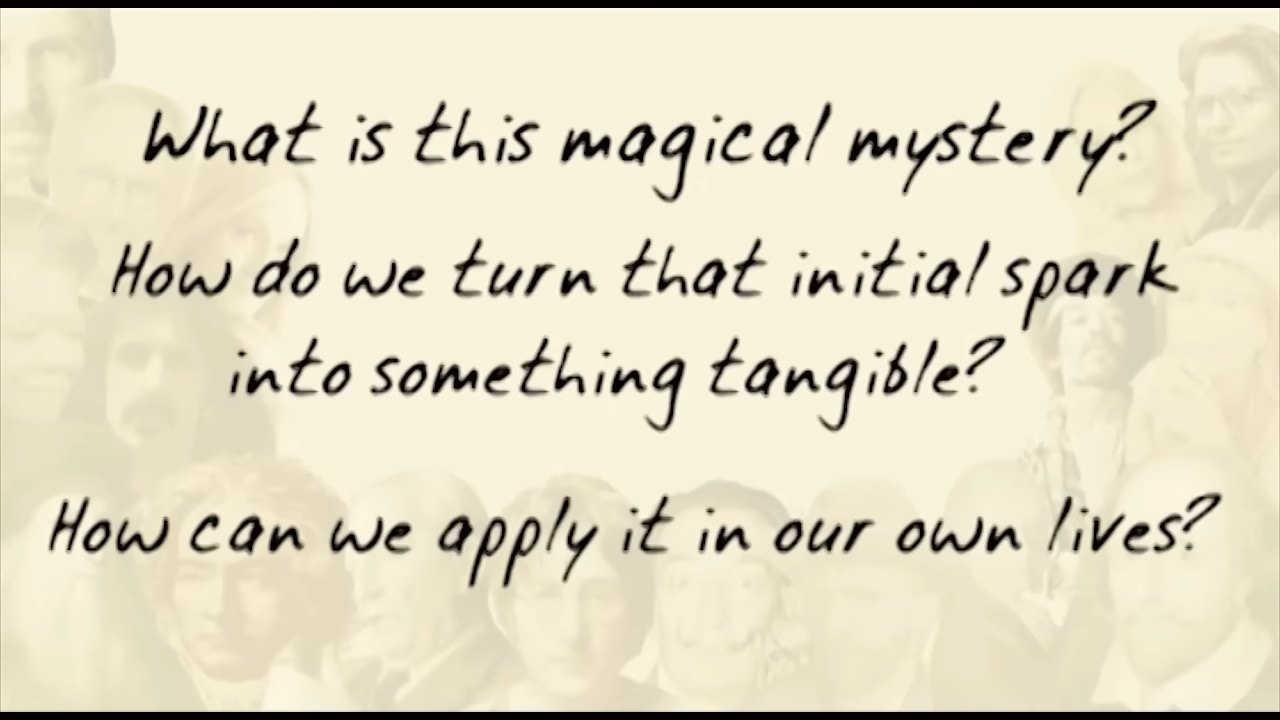 What is this magical mystery?
How do we turn that initial spark
into something tangible?
How can we apply it in our own lives?